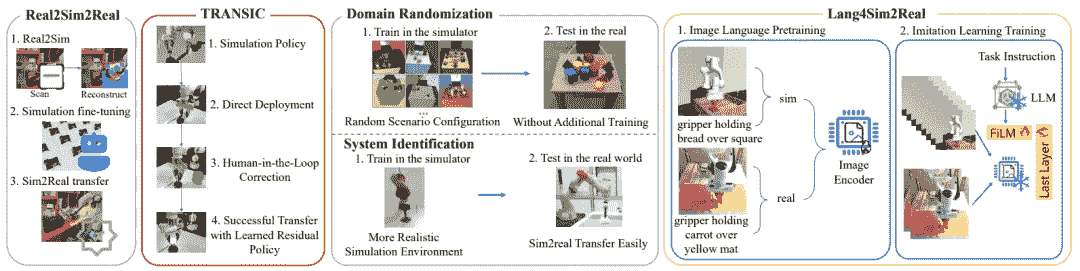 Real2Sim2Real
1. Real2Sim
Scan
Reconstruct
2. Simulation fine-tuning
3. Sim2Real transfer
TRANSIC
1. Simulation Policy
2. Direct Deployment
3. Human-in-the-Loop
Correction
4. Successful Transfer
with Learned Residual
Policy
Domain Randomization
1. Train in the simulator
...
Random Scenario Configuration
2. Test in the real
Without Additional Training
System Identification
1. Train in the simulator
More Realistic
Simulation Environment
2. Test in the real world
Sim2real Transfer Easily
Lang4Sim2Real
1. Image Language Pretraining
gripper holding
bread over square
sim
gripper holding
carrot over
yellow mat
real
Image
Encoder
2. Imitation Learning Training
Task Instruction
LLM
FiLM
Last Layer